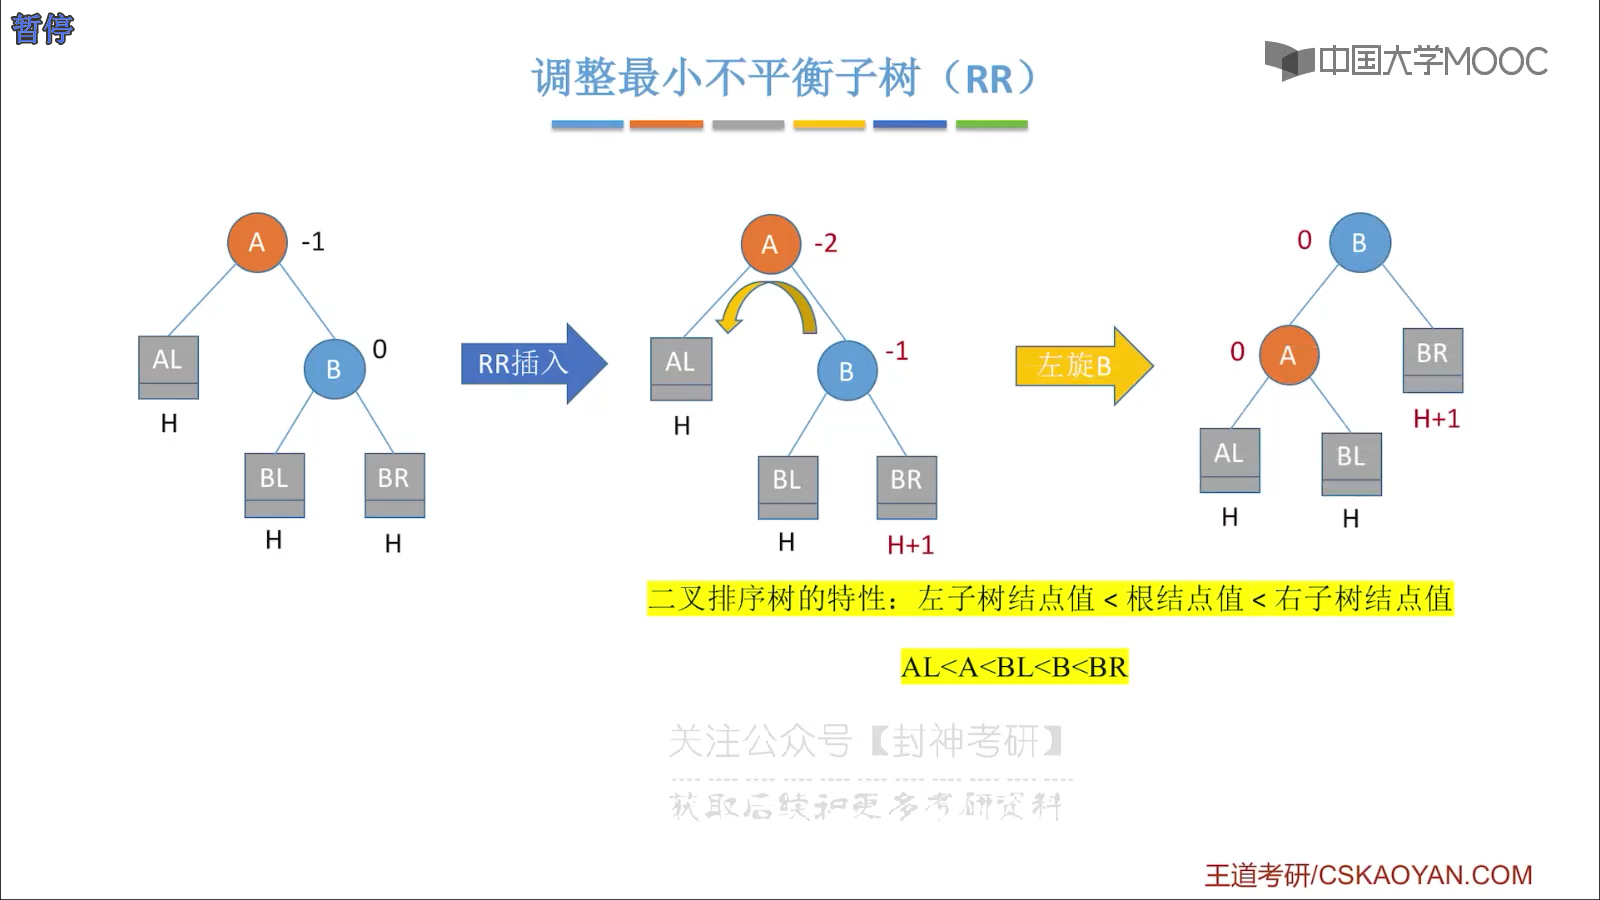 暂停
中国大学MOOC
调整最小不平衡子树（RR）
A -1
AL
H
B 0
BL
H
BR
H
RR插入
A -2
AL
H
B -1
BL
H
BR
H+1
左旋B
0 B
0 A
BR
H+1
AL
H
BL
H
二叉排序树的特性：左子树结点值 < 根结点值 < 右子树结点值
AL<A<BL<B<BR
关注公众号【封神考研】
获取后续和更多考研资料
王道考研/CSKAOYAN.COM